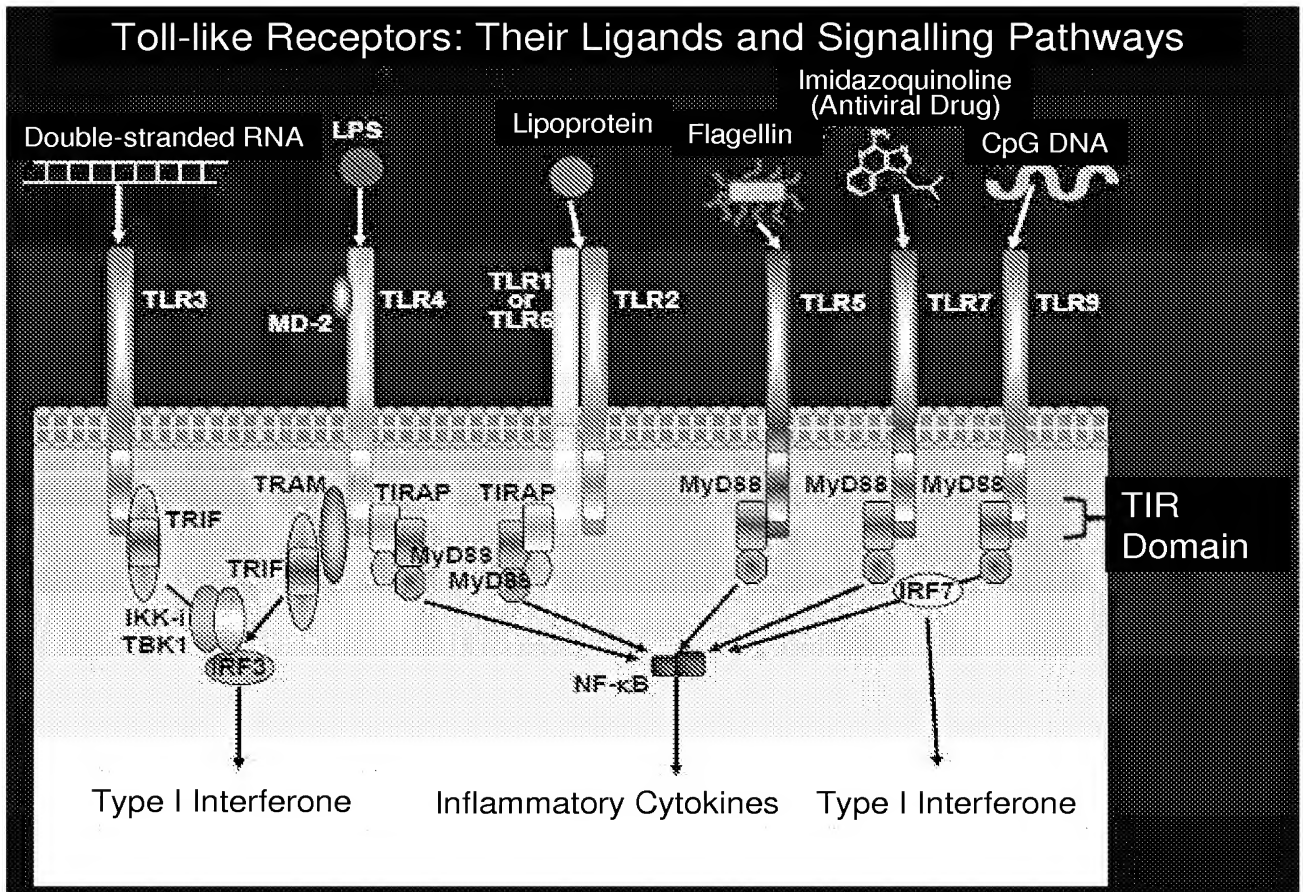 Toll-like Receptors: Their Ligands and Signalling Pathways
Double-stranded RNA
LPS
Lipoprotein
Flagellin
Imidazoquinoline
(Antiviral Drug)
CpG DNA
TLR3
MD-2
TLR4
TLR1
or
TLR6
TLR2
TLR5
TLR7
TLR9
TRIF
TRAM
TRIF
TIRAP
MyD88
TIRAP
MyD88
MyD88
MyD88
MyD88
TIR
Domain
IKK-i
TBK1
IRF3
NF-κB
IRF7
Type I Interferone
Inflammatory Cytokines
Type I Interferone